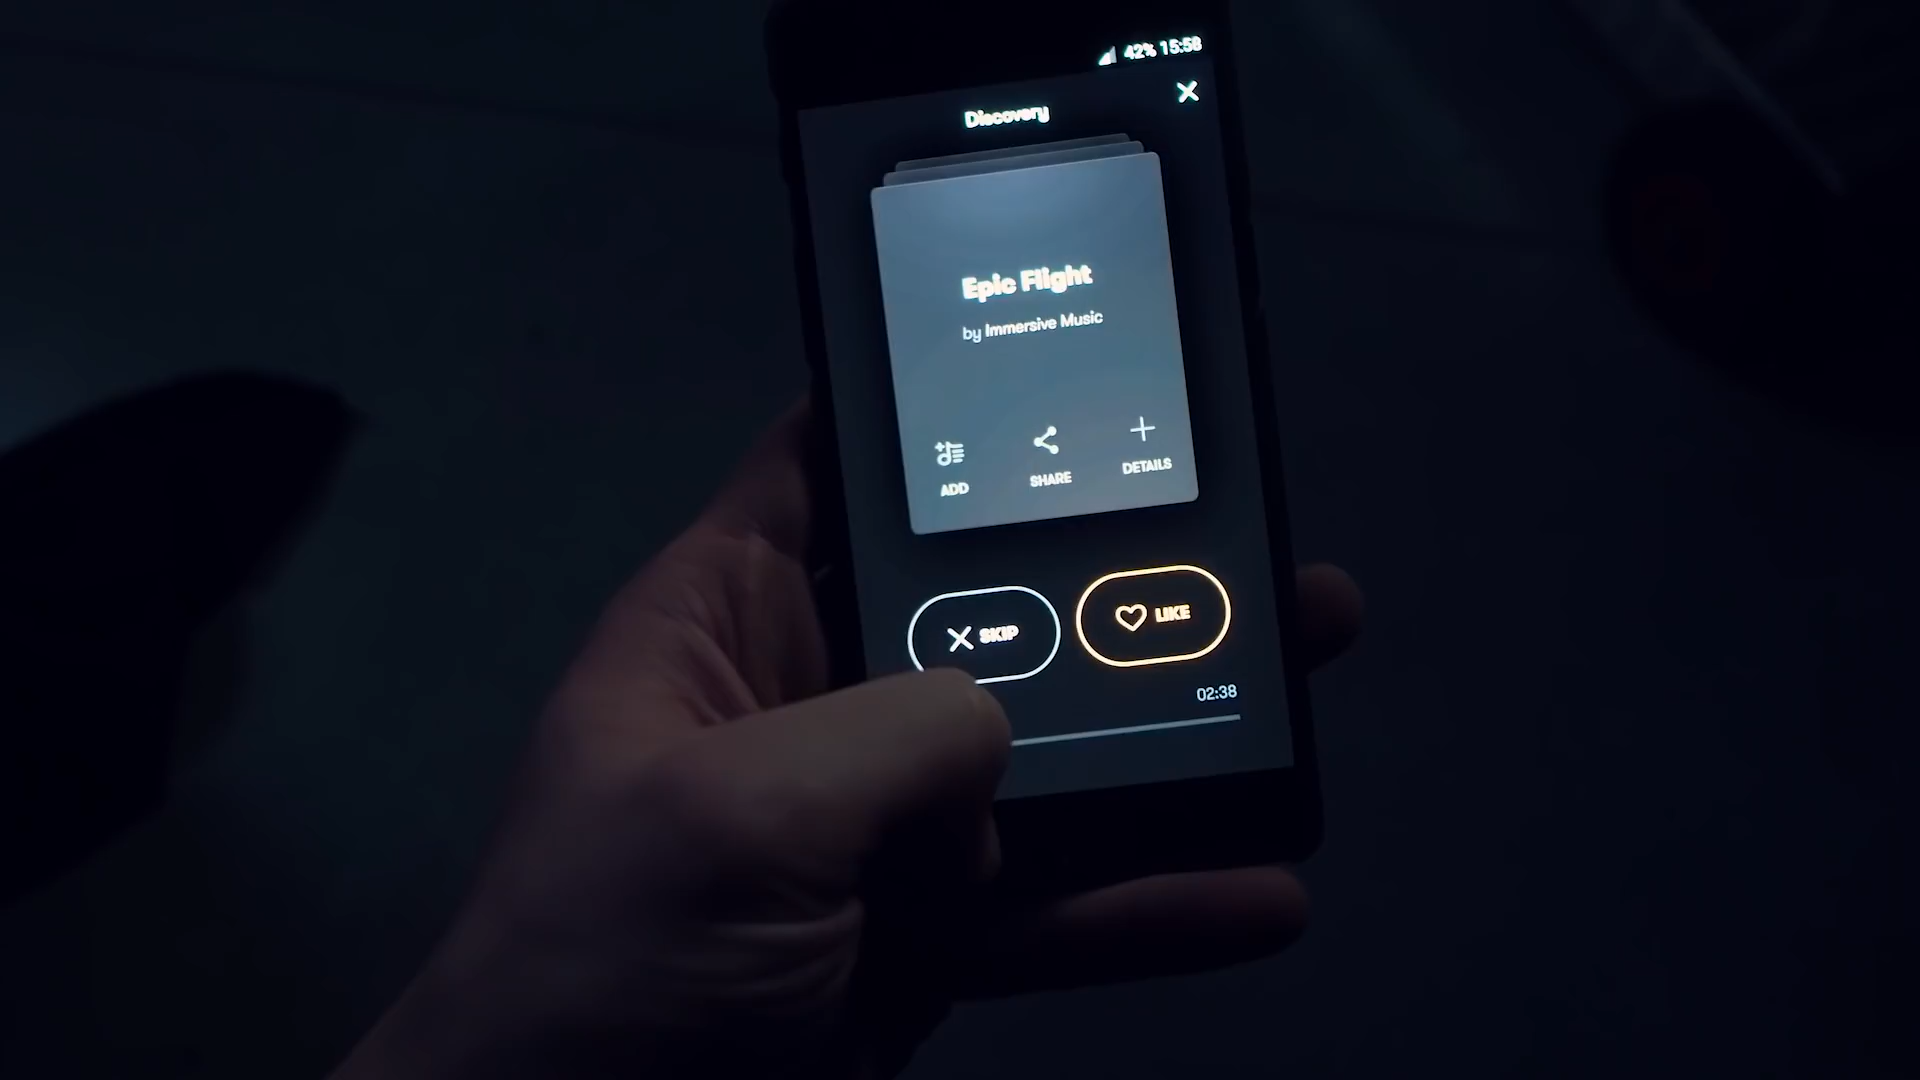 42% 15:58
Discovery
Epic Flight
by Immersive Music
ADD
SHARE
DETAILS
SKIP
LIKE
02:38